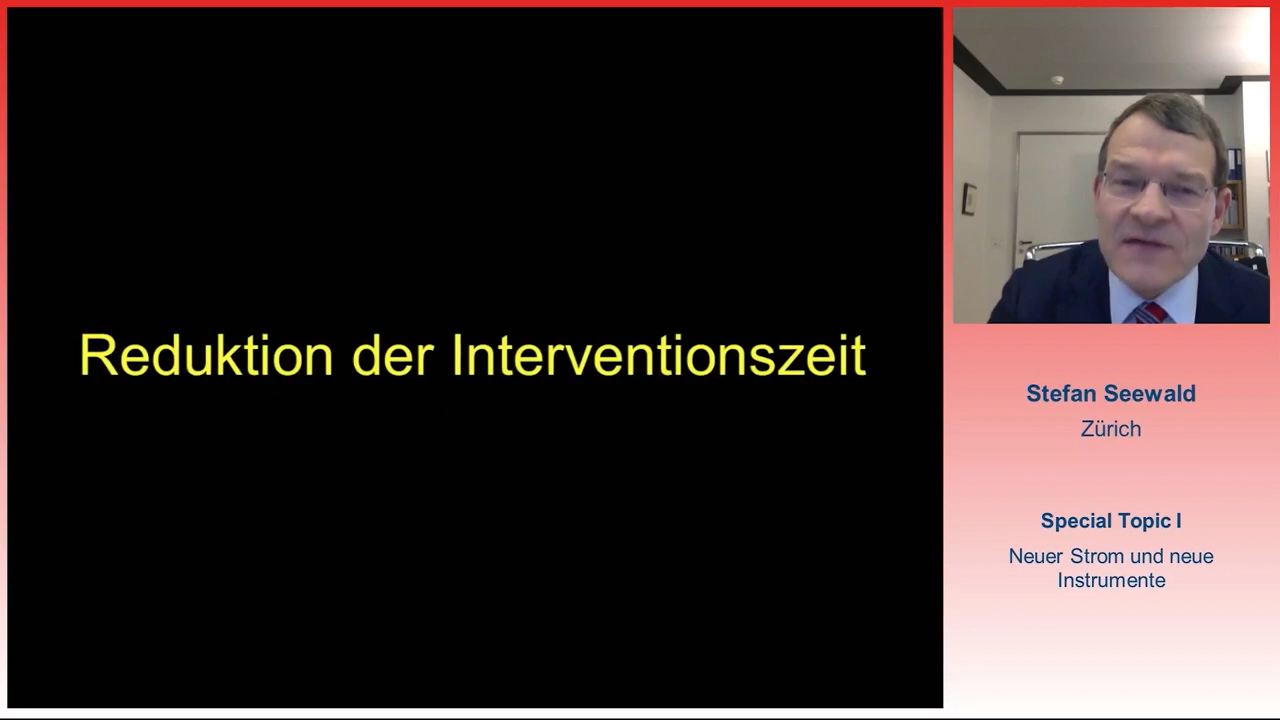 Reduktion der Interventionszeit
Stefan Seewald
Zürich
Special Topic I
Neuer Strom und neue
Instrumente